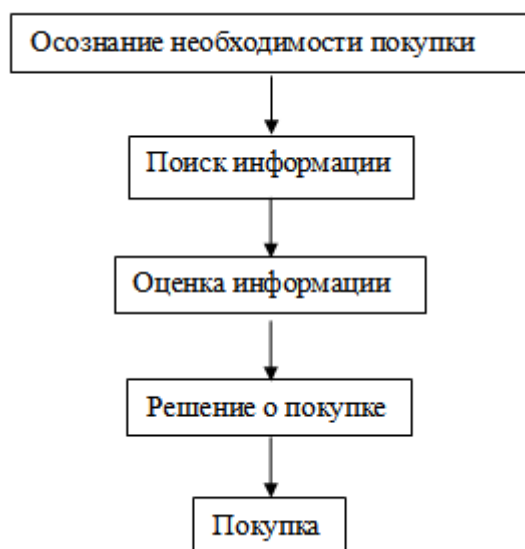 Осознание необходимости покупки
Поиск информации
Оценка информации
Решение о покупке
Покупка